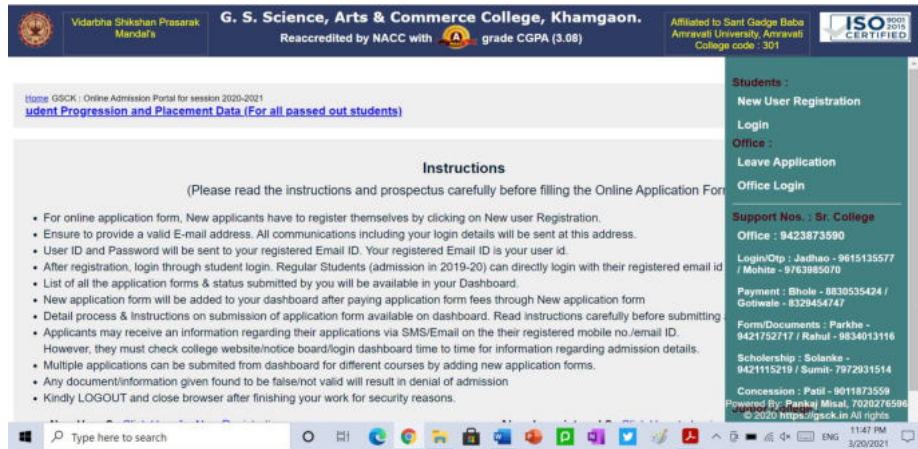 Vidarbha Shikshan Prasarak
Mandal's
G. S. Science, Arts & Commerce College, Khamgaon.
Reaccredited by NACC with A grade CGPA (3.08)
Affiliated to
Sant Gadge Baba
Amravati University, Amravati
College code : 301
ISO 9001
2015
CERTIFIED
Home GSCK : Online Admission Portal for session 2020-2021
udent Progression and Placement Data (For all passed out students)
Instructions
(Please read the instructions and prospectus carefully before filling the Online Application Forn
• For online application form, New applicants have to register themselves by clicking on New user Registration.
• Ensure to provide a valid E-mail address. All communications including your login details will be sent at this address.
• User ID and Password will be sent to your registered Email ID. Your registered Email ID is your user id.
• After registration, login through student login. Regular Students (admission in 2019-20) can directly login with their registered email id
• List of all the application forms & status submitted by you will be available in your Dashboard.
• New application form will be added to your dashboard after paying application form fees through New application form
• Detail process & Instructions on submission of application form available on dashboard. Read instructions carefully before submitting
• Applicants may receive an information regarding their applications via SMS/Email on the their registered mobile no./email ID.
However, they must check college website/notice board/login dashboard time to time for information regarding admission details.
• Multiple applications can be submited from dashboard for different courses by adding new application forms.
• Any document/information given found to be false/not valid will result in denial of admission
• Kindly LOGOUT and close browser after finishing your work for security reasons.
Students :
New User Registration
Login
Office :
Leave Application
Office Login
Support Nos. : Sr. College
Office : 9423873590
Login/Otp : Jadhao - 9615135577
/ Mohite - 9763985070
Payment : Bhole - 8830535424 /
Gotiwale - 8329454747
Form/Documents : Parkhe -
9421752717 / Rahul - 9834013116
Scholership : Solanke -
9421115219 / Sumit- 7972931514
Concession : Patil - 9011873559
Junior College
Powered By: Pankaj Misal, 7020276596
© 2020 https://gsck.in All rights
Type here to search
ENG
11:47 PM
3/20/2021